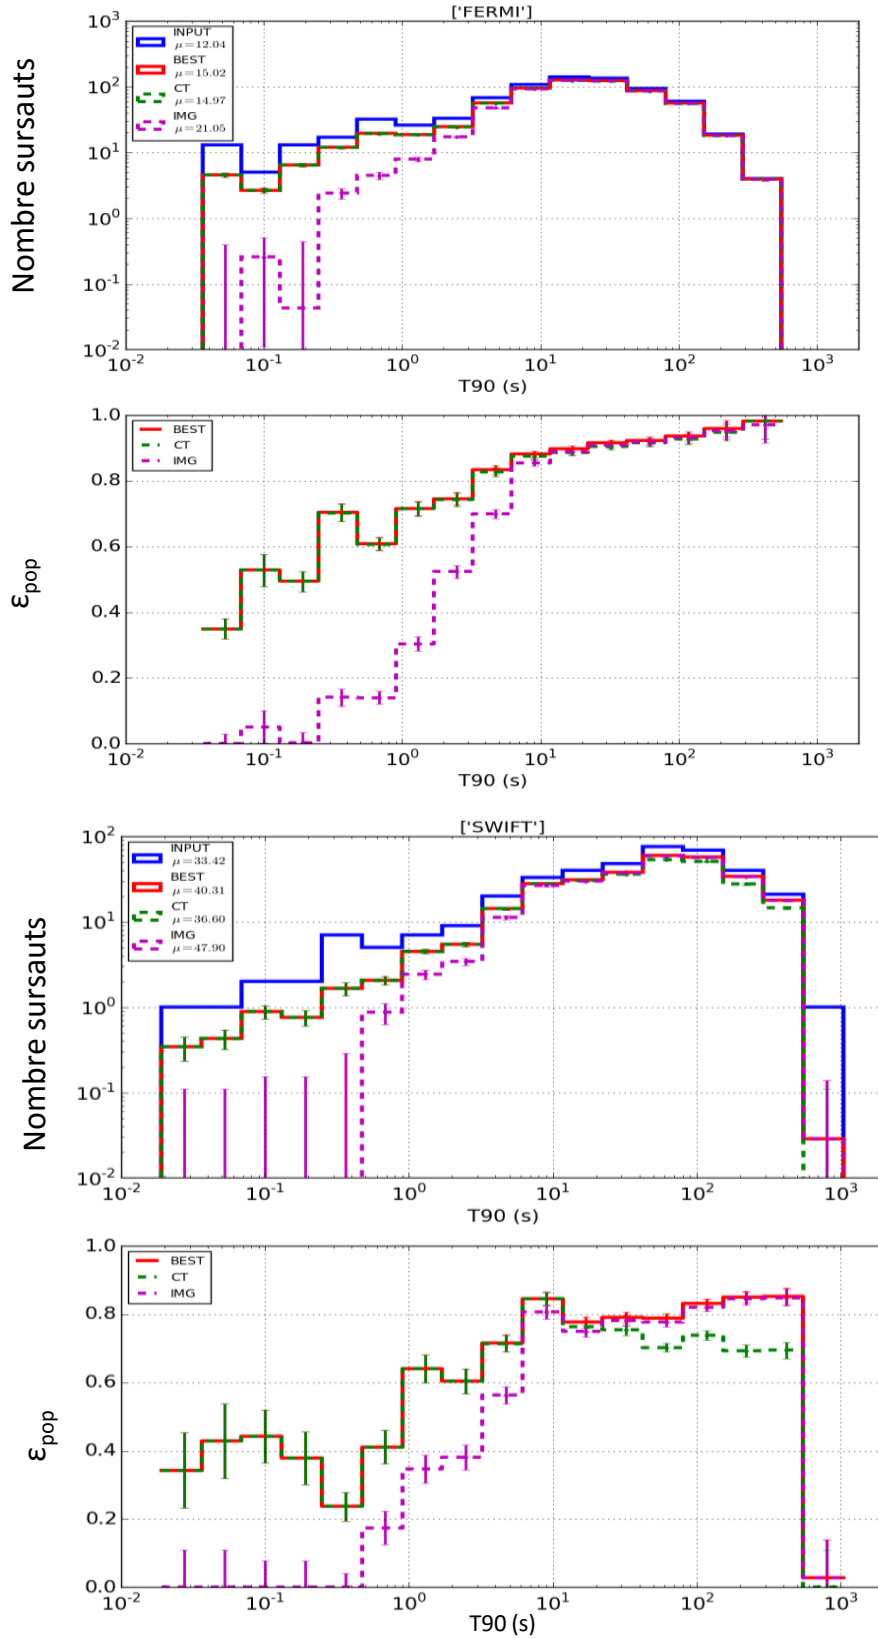 ['FERMI']
Nombre sursauts
10³
10²
10¹
10⁰
10⁻¹
10⁻²
INPUT
μ=12.04
BEST
μ=15.02
CT
μ=14.97
IMG
μ=21.05
10⁻² 10⁻¹ 10⁰ 10¹ 10² 10³
T90 (s)
εpop
1.0
0.8
0.6
0.4
0.2
0.0
BEST
CT
IMG
10⁻² 10⁻¹ 10⁰ 10¹ 10² 10³
T90 (s)
['SWIFT']
Nombre sursauts
10²
10¹
10⁰
10⁻¹
10⁻²
INPUT
μ=33.42
BEST
μ=40.31
CT
μ=36.60
IMG
μ=47.90
10⁻² 10⁻¹ 10⁰ 10¹ 10² 10³
T90 (s)
εpop
1.0
0.8
0.6
0.4
0.2
0.0
BEST
CT
IMG
10⁻² 10⁻¹ 10⁰ 10¹ 10² 10³
T90 (s)